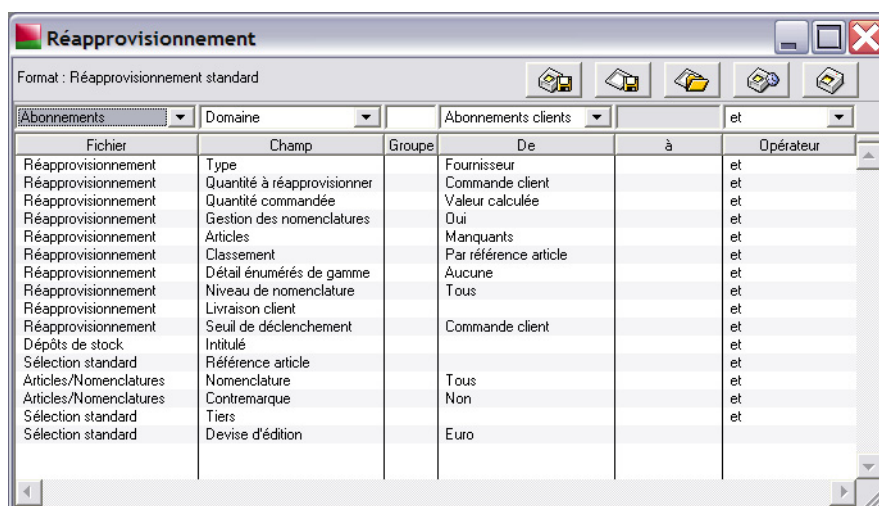 Réapprovisionnement
Format : Réapprovisionnement standard
Abonnements Domaine Abonnements clients et
Fichier Champ Groupe De à Opérateur
Réapprovisionnement Type Fournisseur et
Réapprovisionnement Quantité à réapprovisionner Commande client et
Réapprovisionnement Quantité commandée Valeur calculée et
Réapprovisionnement Gestion des nomenclatures Oui et
Réapprovisionnement Articles Manquants et
Réapprovisionnement Classement Par référence article et
Réapprovisionnement Détail énumérés de gamme Aucune et
Réapprovisionnement Niveau de nomenclature Tous et
Réapprovisionnement Livraison client et
Réapprovisionnement Seuil de déclenchement Commande client et
Dépôts de stock Intitulé et
Sélection standard Référence article et
Articles/Nomenclatures Nomenclature Tous et
Articles/Nomenclatures Contremarque Non et
Sélection standard Tiers et
Sélection standard Devise d'édition Euro